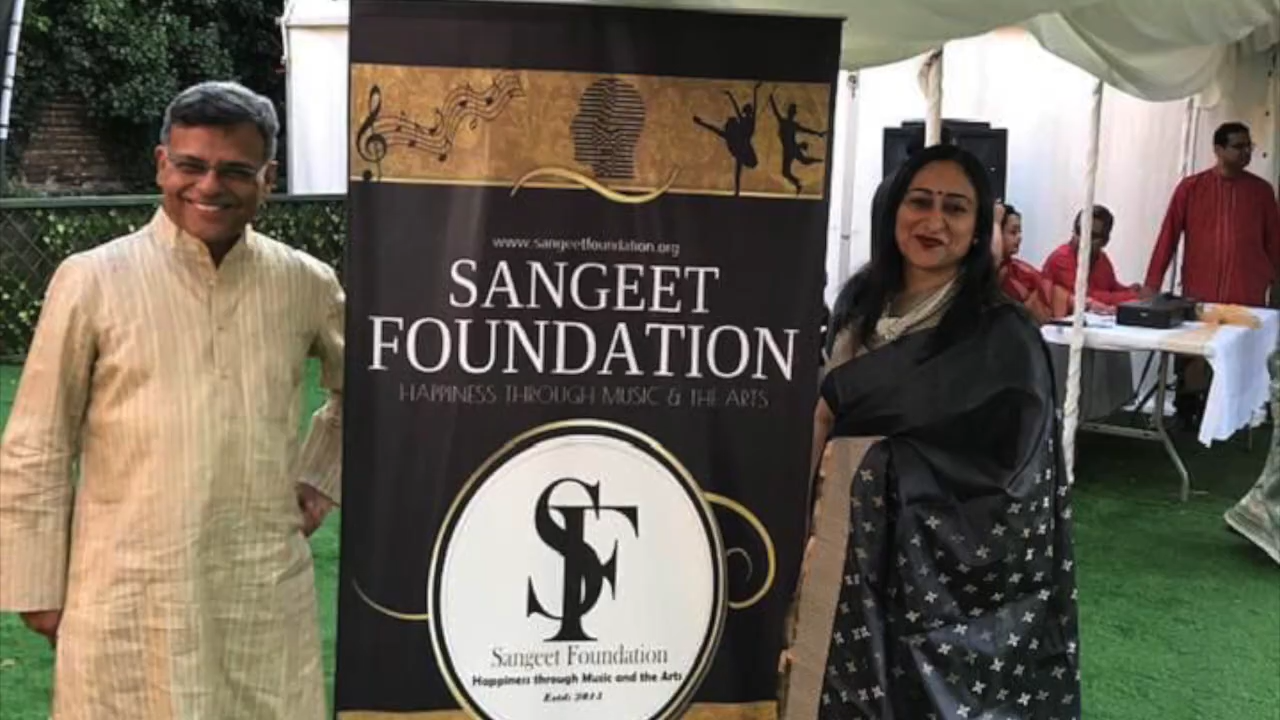 www.sangeetfoundation.org
SANGEET
FOUNDATION
HAPPINESS THROUGH MUSIC & THE ARTS
SF
Sangeet Foundation
Happiness through Music and the Arts